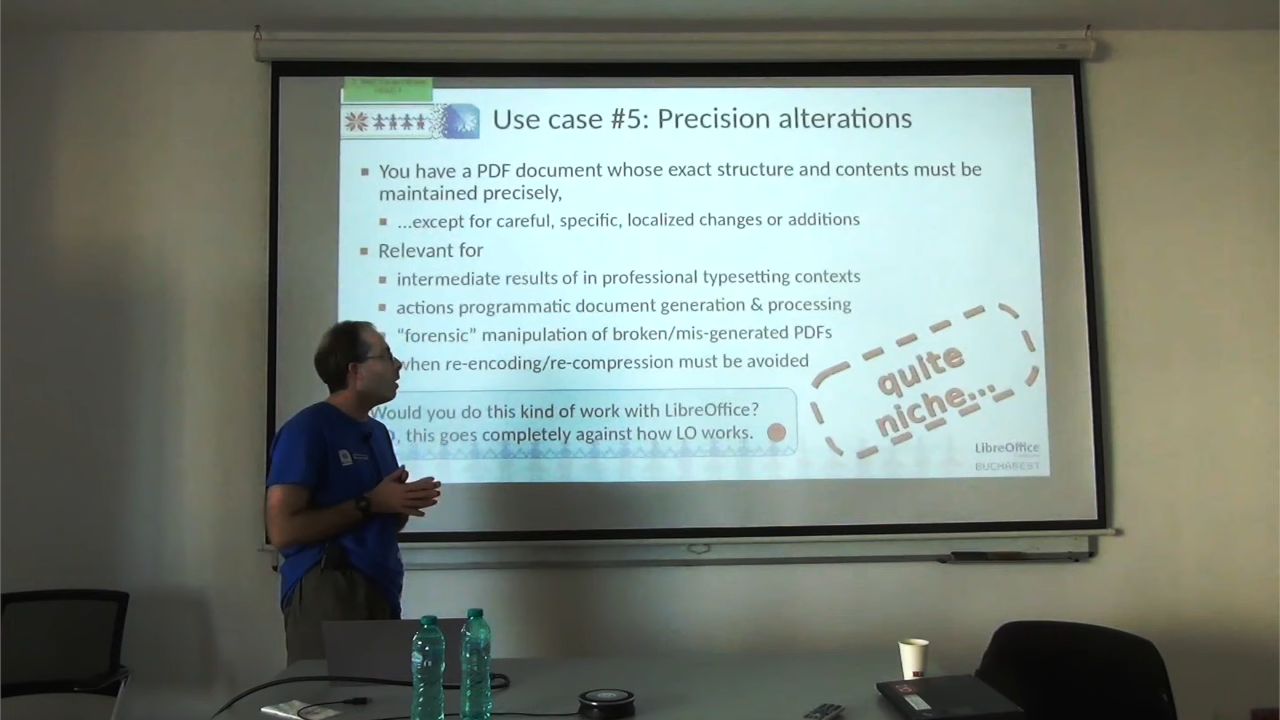 Use case #5: Precision alterations
You have a PDF document whose exact structure and contents must be
maintained precisely,
...except for careful, specific, localized changes or additions
Relevant for
intermediate results of in professional typesetting contexts
actions programmatic document generation & processing
“forensic” manipulation of broken/mis-generated PDFs
when re-encoding/re-compression must be avoided
Would you do this kind of work with LibreOffice?
, this goes completely against how LO works.
quite
niche...
LibreOffice
BUCHAREST